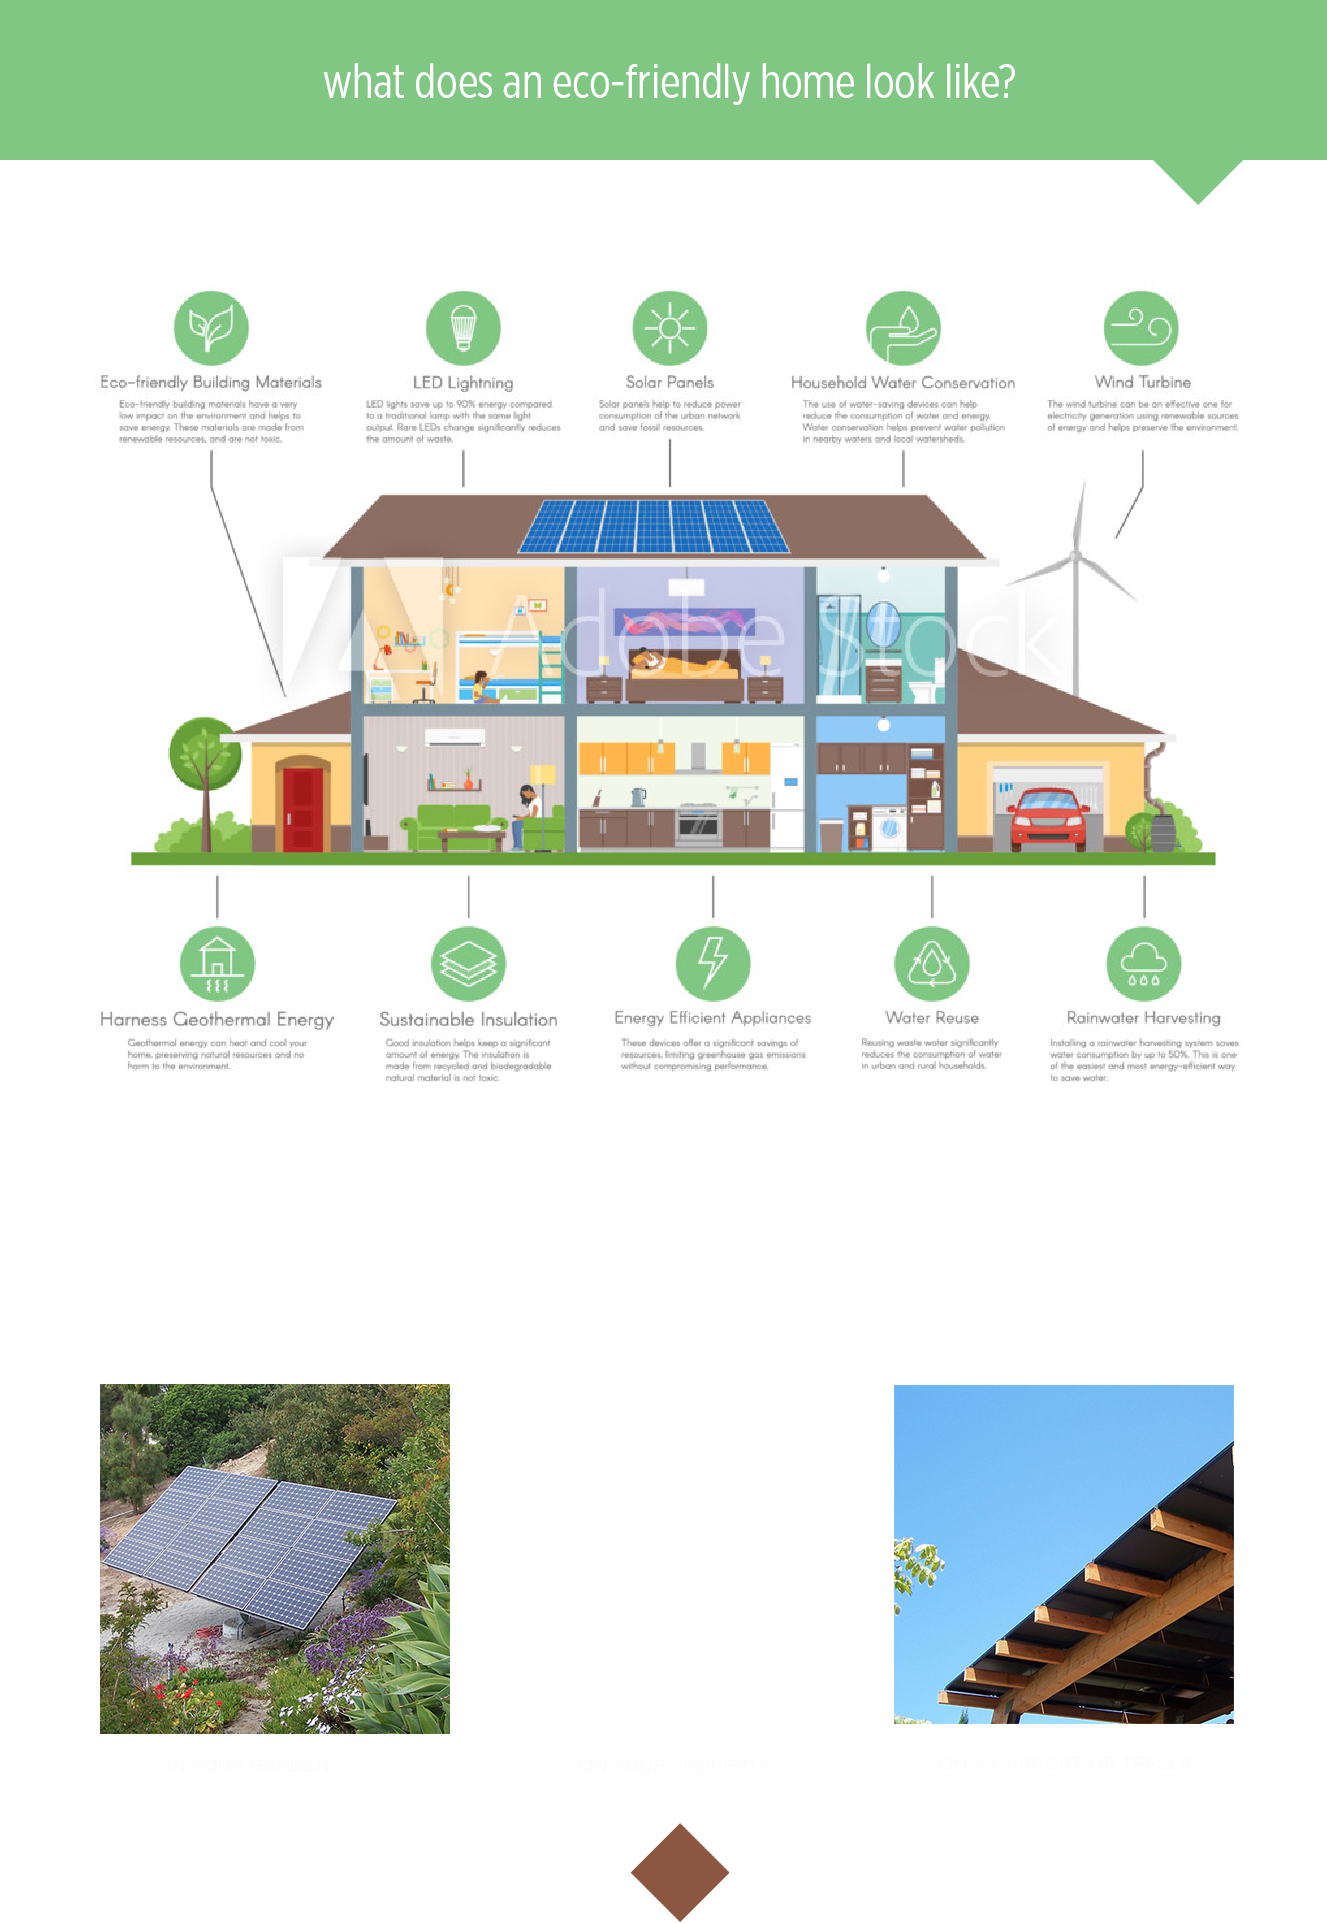 what does an eco-friendly home look like?
Eco-friendly Building Materials
Eco-friendly building materials have a very
low impact on the environment and helps to
save energy. These materials are made from
renewable resources, and are not toxic.
LED Lightning
LED lights save up to 90% energy compared
to a traditional lamp with the same light
output. Rare LEDs change significantly reduces
the amount of waste.
Solar Panels
Solar panels help to reduce power
consumption of the urban network
and save fossil resources.
Household Water Conservation
The use of water-saving devices can help
reduce the consumption of water and energy.
Water conservation helps prevent water pollution
in nearby waters and local watersheds.
Wind Turbine
The wind turbine can be an effective one for
electricity generation using renewable sources
of energy and helps preserve the environment.
Adobe Stock
Harness Geothermal Energy
Geothermal energy can heat and cool your
home, preserving natural resources and no
harm to the environment.
Sustainable Insulation
Good insulation helps keep a significant
amount of energy. The insulation is
made from recycled and biodegradable
natural material is not toxic.
Energy Efficient Appliances
These devices offer a significant savings of
resources, limiting greenhouse gas emissions
without compromising performance.
Water Reuse
Reusing waste water significantly
reduces the consumption of water
in urban and rural households.
Rainwater Harvesting
Installing a rainwater harvesting system saves
water consumption by up to 50%. This is one
of the easiest and most energy-efficient way
to save water.